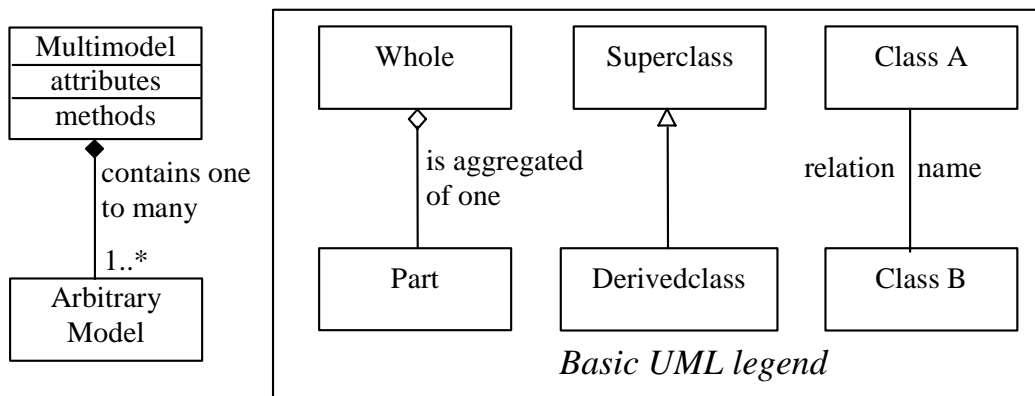 Multimodel
attributes
methods
contains one
to many
1..*
Arbitrary
Model
Whole
is aggregated
of one
Part
Superclass
Derivedclass
Class A
relation name
Class B
Basic UML legend